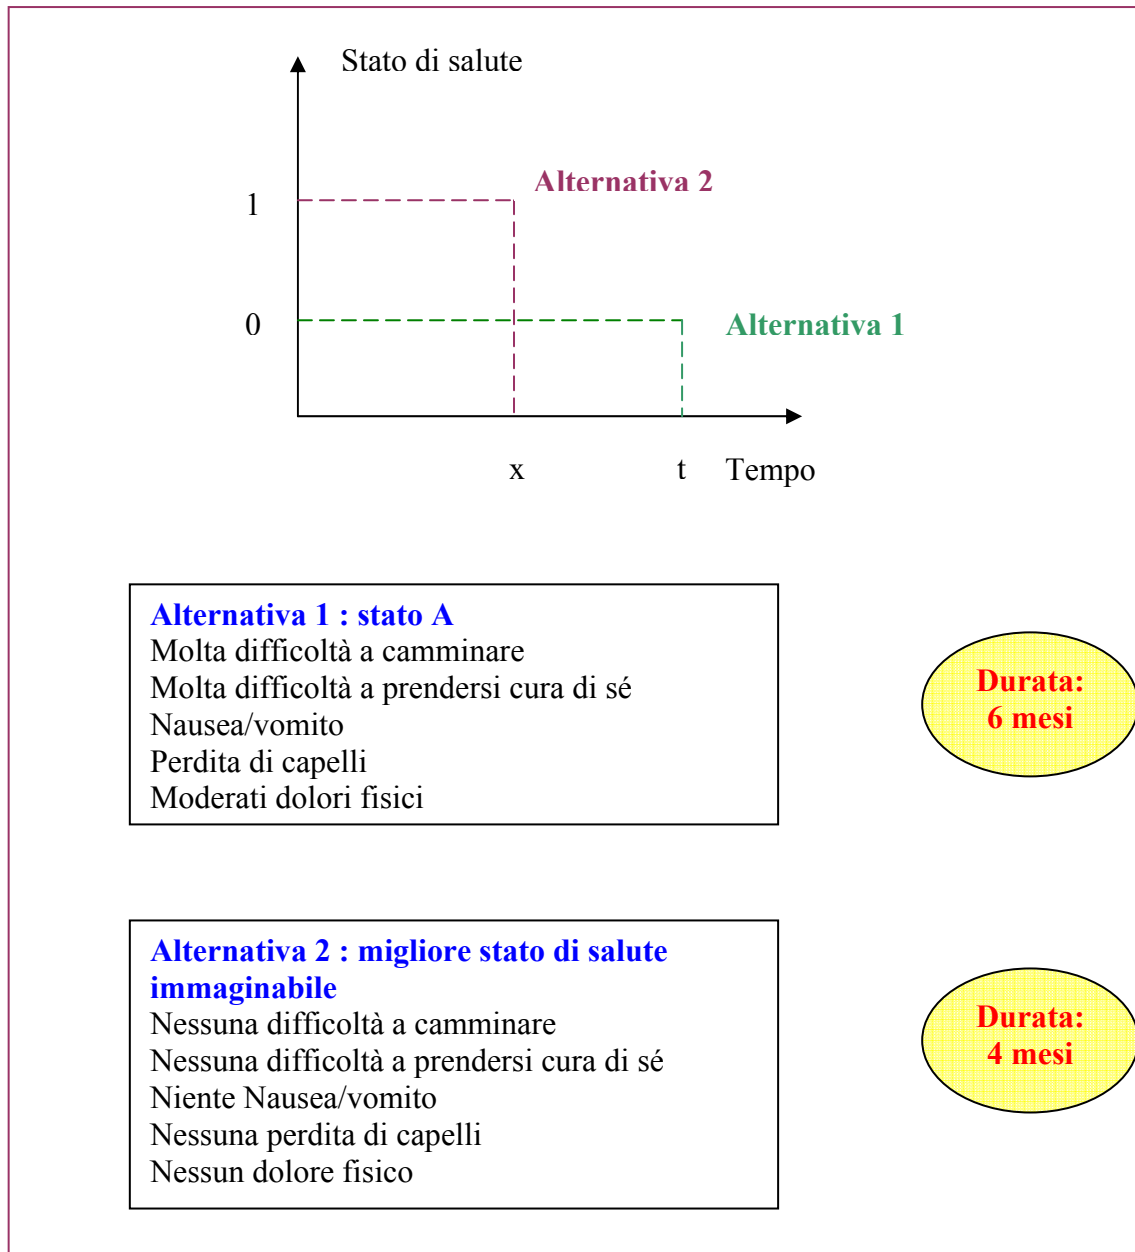 Stato di salute
Alternativa 2
1
0
Alternativa 1
x
t
Tempo
Alternativa 1 : stato A
Molta difficoltà a camminare
Molta difficoltà a prendersi cura di sé
Nausea/vomito
Perdita di capelli
Moderati dolori fisici
Durata:
6 mesi
Alternativa 2 : migliore stato di salute
immaginabile
Nessuna difficoltà a camminare
Nessuna difficoltà a prendersi cura di sé
Niente Nausea/vomito
Nessuna perdita di capelli
Nessun dolore fisico
Durata:
4 mesi